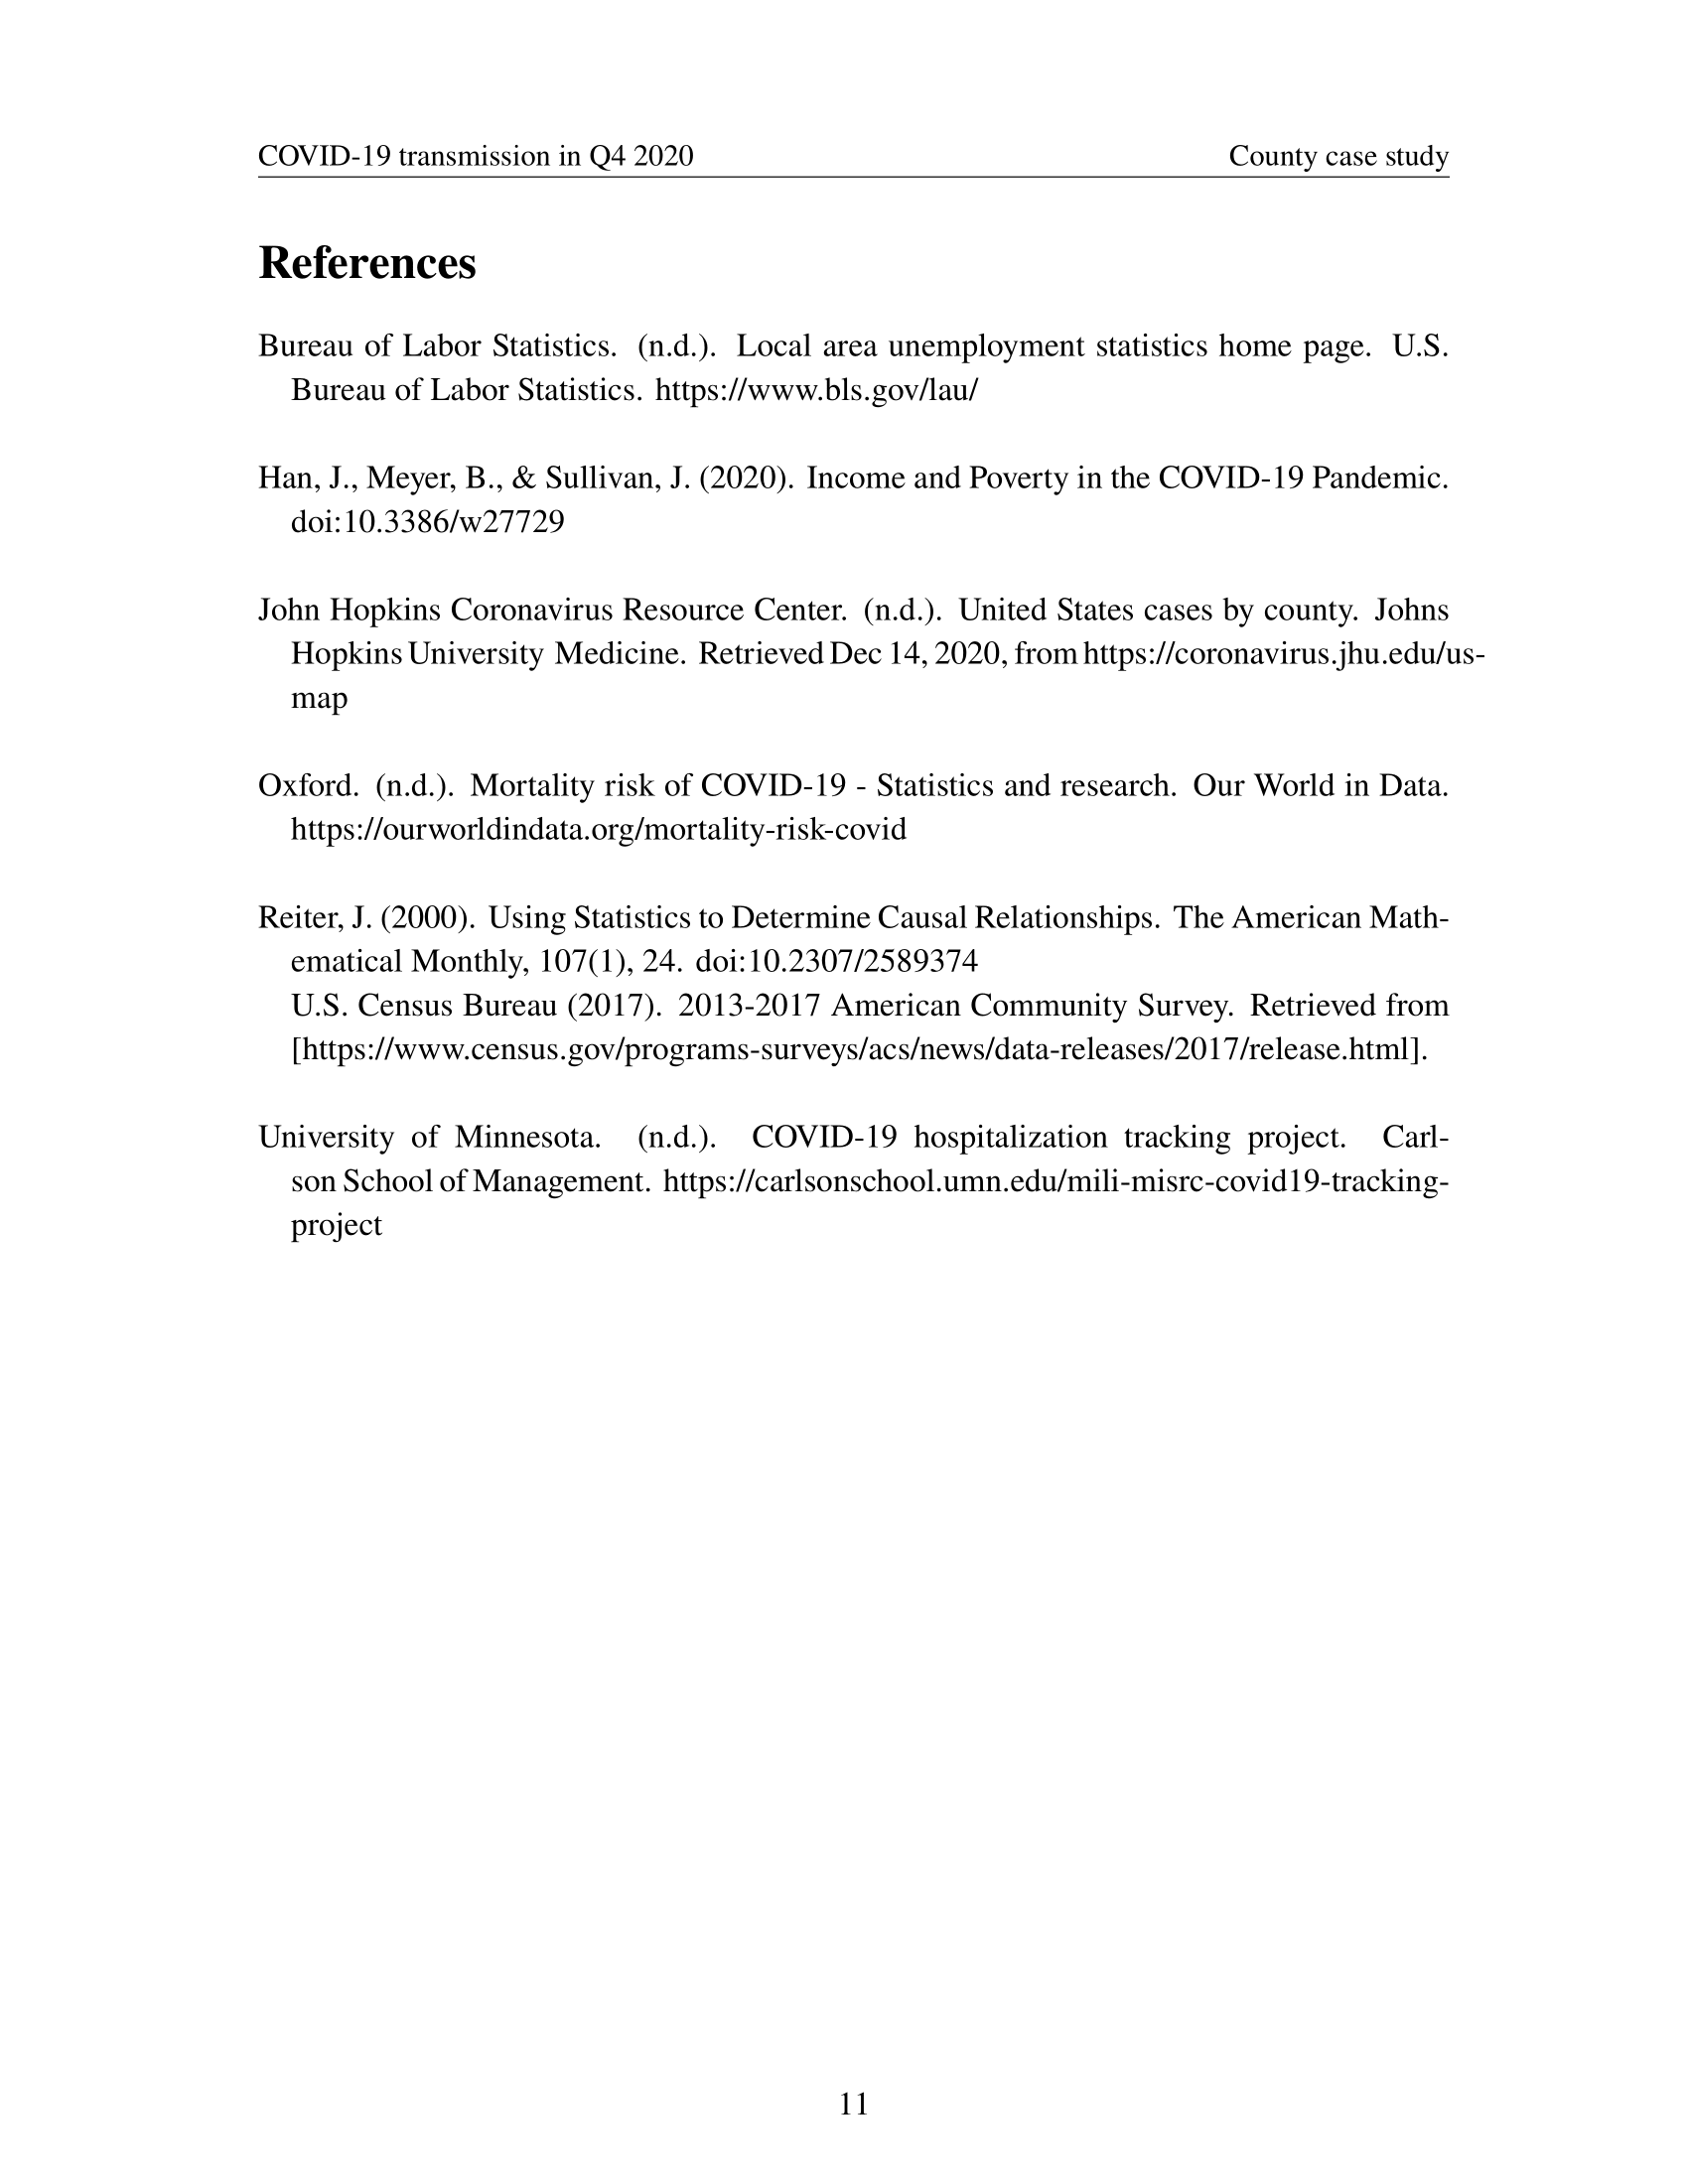 COVID-19 transmission in Q4 2020 County case study
References
Bureau of Labor Statistics. (n.d.). Local area unemployment statistics home page. U.S.
Bureau of Labor Statistics. https://www.bls.gov/lau/
Han, J., Meyer, B., & Sullivan, J. (2020). Income and Poverty in the COVID-19 Pandemic.
doi:10.3386/w27729
John Hopkins Coronavirus Resource Center. (n.d.). United States cases by county. Johns
Hopkins University Medicine. Retrieved Dec 14, 2020, from https://coronavirus.jhu.edu/us-
map
Oxford. (n.d.). Mortality risk of COVID-19 - Statistics and research. Our World in Data.
https://ourworldindata.org/mortality-risk-covid
Reiter, J. (2000). Using Statistics to Determine Causal Relationships. The American Math-
ematical Monthly, 107(1), 24. doi:10.2307/2589374
U.S. Census Bureau (2017). 2013-2017 American Community Survey. Retrieved from
[https://www.census.gov/programs-surveys/acs/news/data-releases/2017/release.html].
University of Minnesota. (n.d.). COVID-19 hospitalization tracking project. Carl-
son School of Management. https://carlsonschool.umn.edu/mili-misrc-covid19-tracking-
project
11